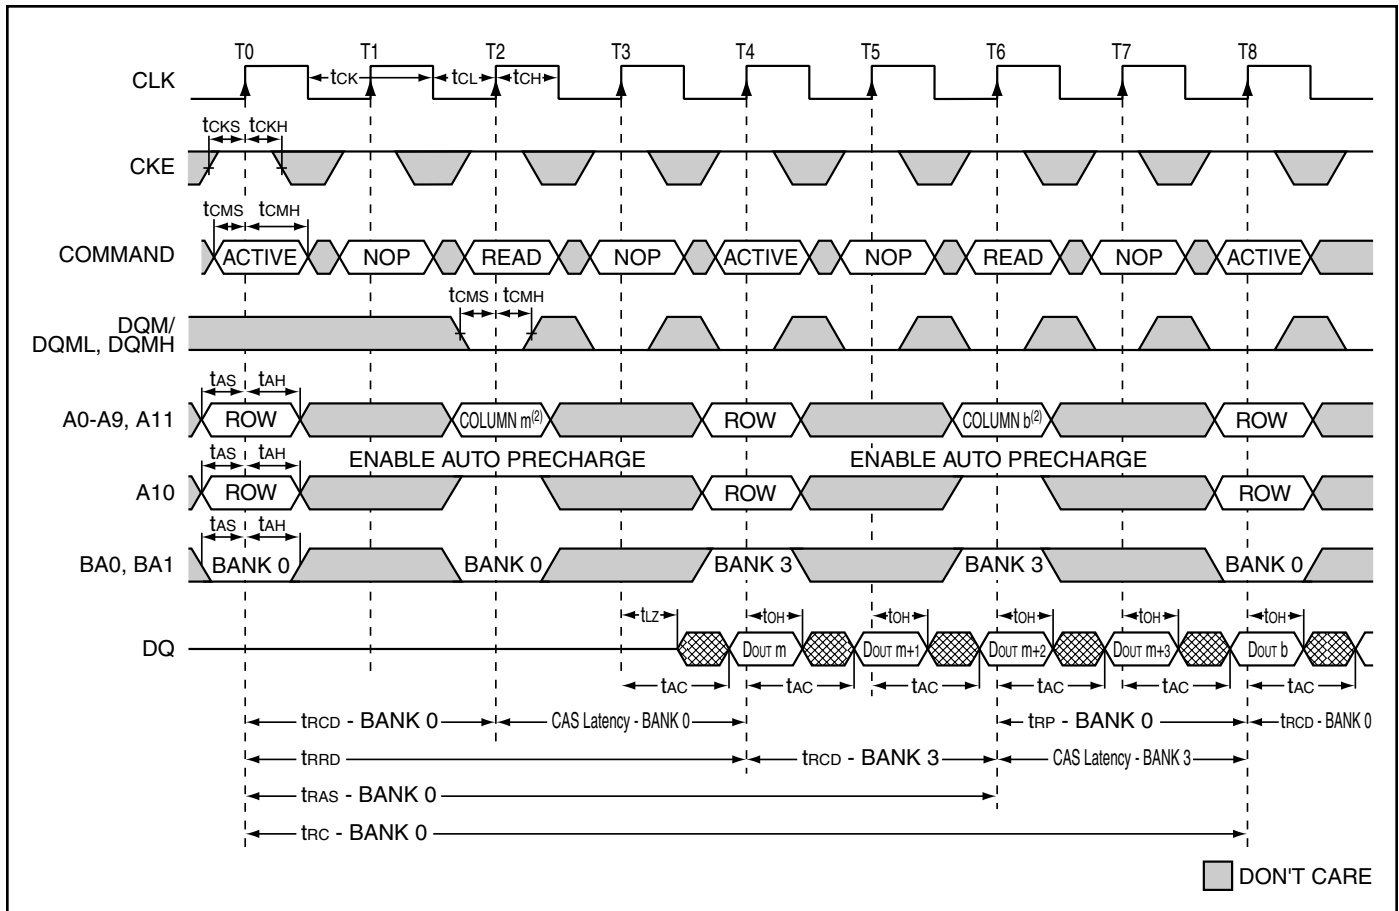 T0 T1 T2 T3 T4 T5 T6 T7 T8
CLK tCK tCL tCH
tCKS tCKH
CKE
tCMS tCMH
COMMAND ACTIVE NOP READ NOP ACTIVE NOP READ NOP ACTIVE
tCMS tCMH
DQM/
DQML, DQMH
tAS tAH
A0-A9, A11 ROW COLUMN m(2) ROW COLUMN b(2) ROW
tAS tAH ENABLE AUTO PRECHARGE ENABLE AUTO PRECHARGE
A10 ROW ROW ROW
tAS tAH
BA0, BA1 BANK 0 BANK 0 BANK 3 BANK 3 BANK 0
tLZ tOH tOH tOH tOH tOH
DQ DOUT m DOUT m+1 DOUT m+2 DOUT m+3 DOUT b
tAC tAC tAC tAC tAC tAC
tRCD - BANK 0 CAS Latency - BANK 0 tRP - BANK 0 tRCD - BANK 0
tRRD tRCD - BANK 3 CAS Latency - BANK 3
tRAS - BANK 0
tRC - BANK 0
DON'T CARE